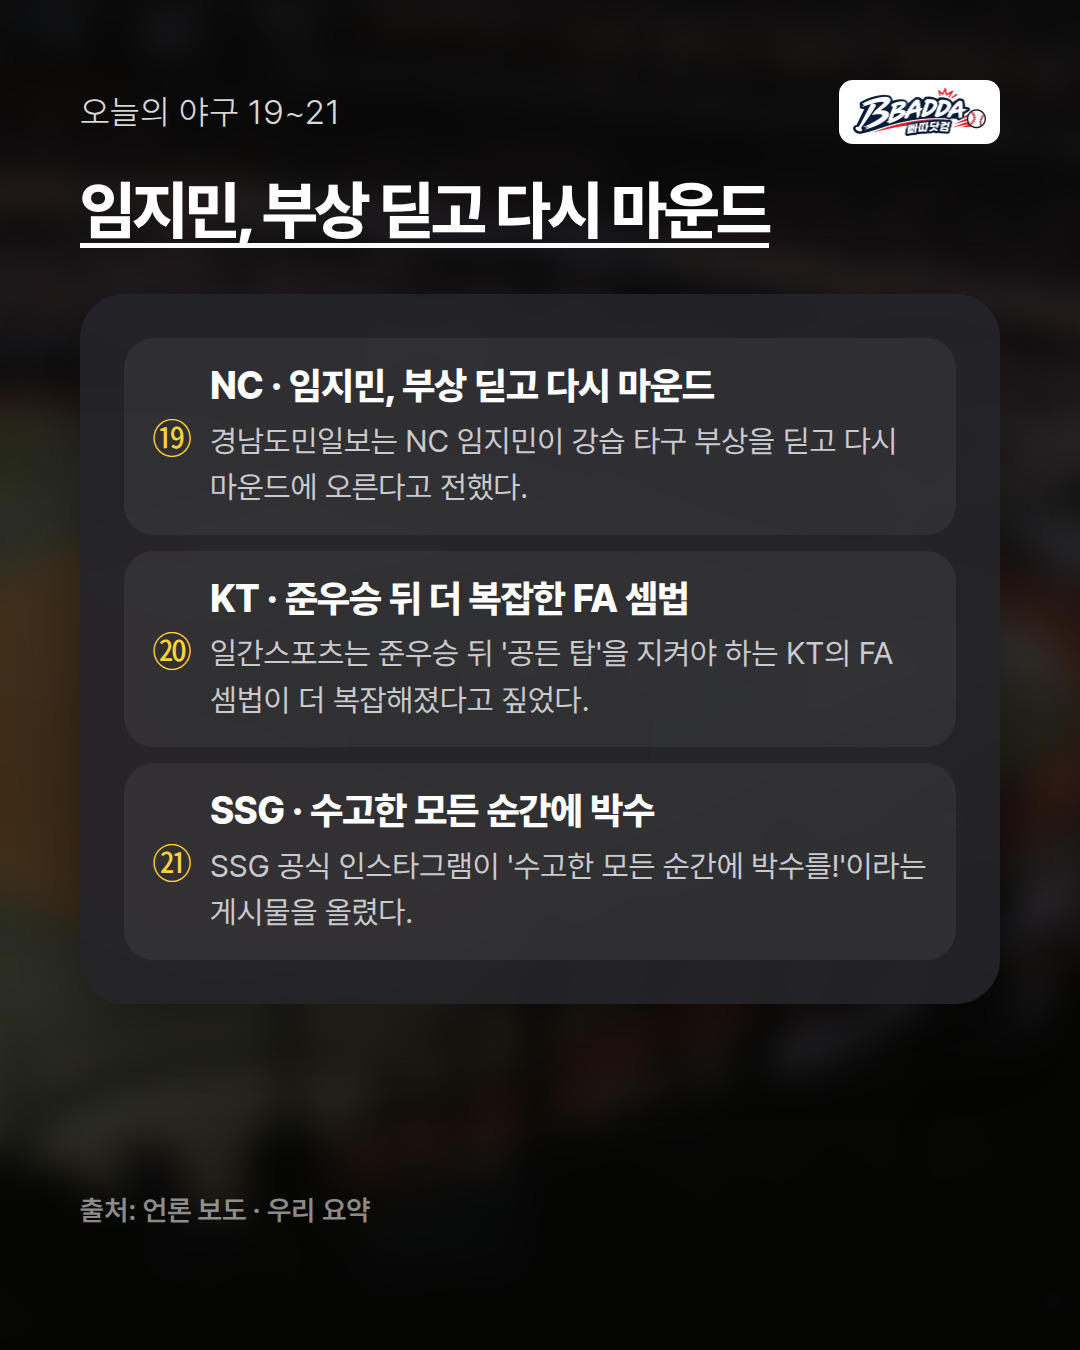 오늘의 야구 19~21
BBADDA
빠따닷컴
임지민, 부상 딛고 다시 마운드
NC · 임지민, 부상 딛고 다시 마운드
⑲ 경남도민일보는 NC 임지민이 강습 타구 부상을 딛고 다시
마운드에 오른다고 전했다.
KT · 준우승 뒤 더 복잡한 FA 셈법
⑳ 일간스포츠는 준우승 뒤 '공든 탑'을 지켜야 하는 KT의 FA
셈법이 더 복잡해졌다고 짚었다.
SSG · 수고한 모든 순간에 박수
㉑ SSG 공식 인스타그램이 '수고한 모든 순간에 박수를!'이라는
게시물을 올렸다.
출처: 언론 보도 · 우리 요약